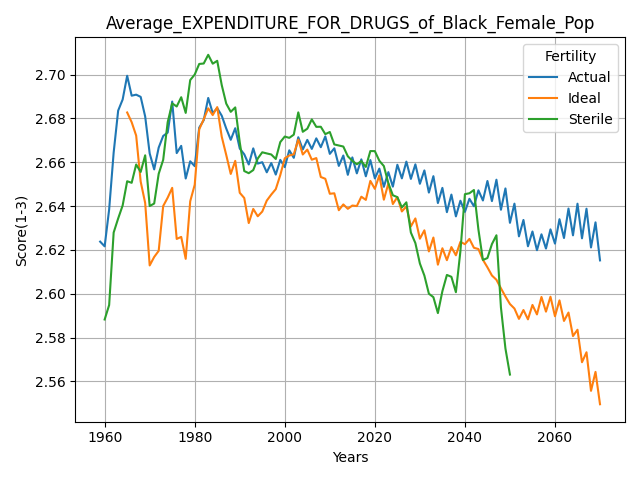 Average_EXPENDITURE_FOR_DRUGS_of_Black_Female_Pop
Fertility
Actual
Ideal
Sterile
Score(1-3)
2.70
2.68
2.66
2.64
2.62
2.60
2.58
2.56
1960 1980 2000 2020 2040 2060
Years